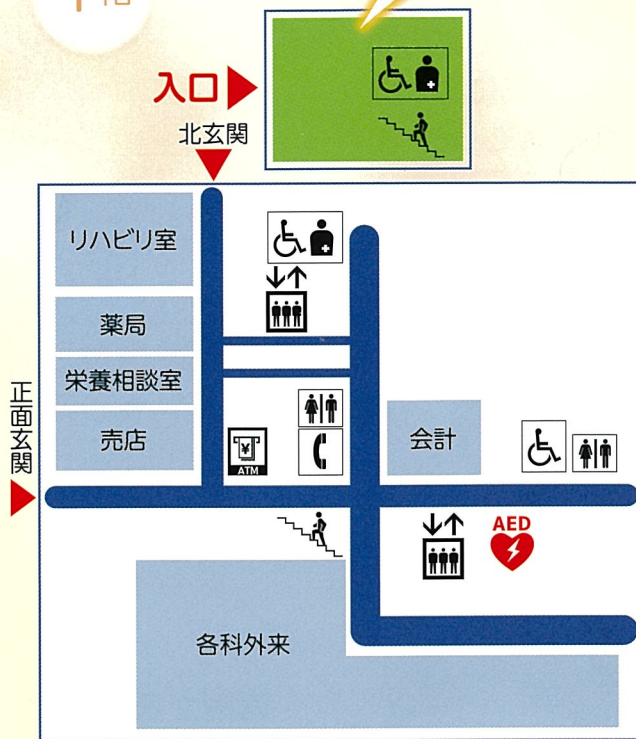 入口
北玄関
リハビリ室
薬局
栄養相談室
売店
正面玄関
ATM
¥
会計
AED
各科外来